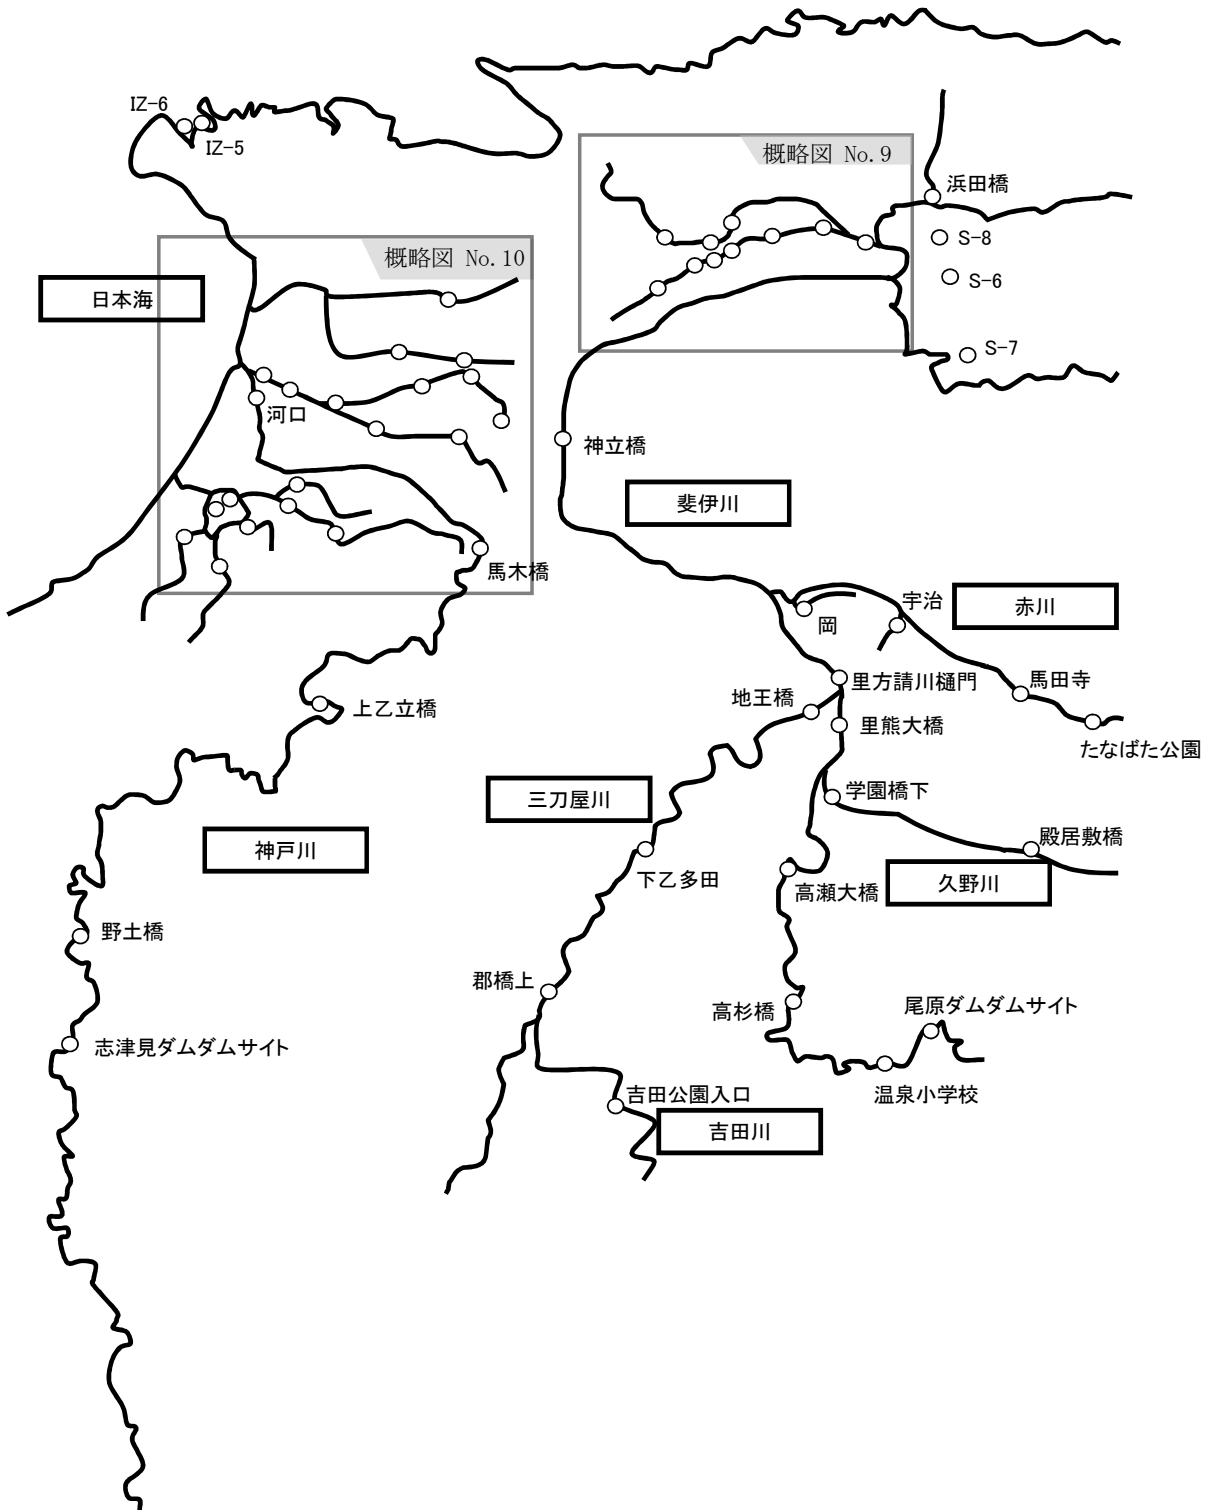 IZ-6
IZ-5
概略図 No.9
浜田橋
S-8
概略図 No.10
S-6
日本海
S-7
河口
神立橋
斐伊川
馬木橋
宇治
赤川
岡
里方請川樋門
馬田寺
地王橋
上乙立橋
里熊大橋
たなばた公園
三刀屋川
学園橋下
殿居敷橋
神戸川
下乙多田
高瀬大橋
久野川
野土橋
郡橋上
高杉橋
尾原ダムダムサイト
志津見ダムダムサイト
吉田公園入口
温泉小学校
吉田川